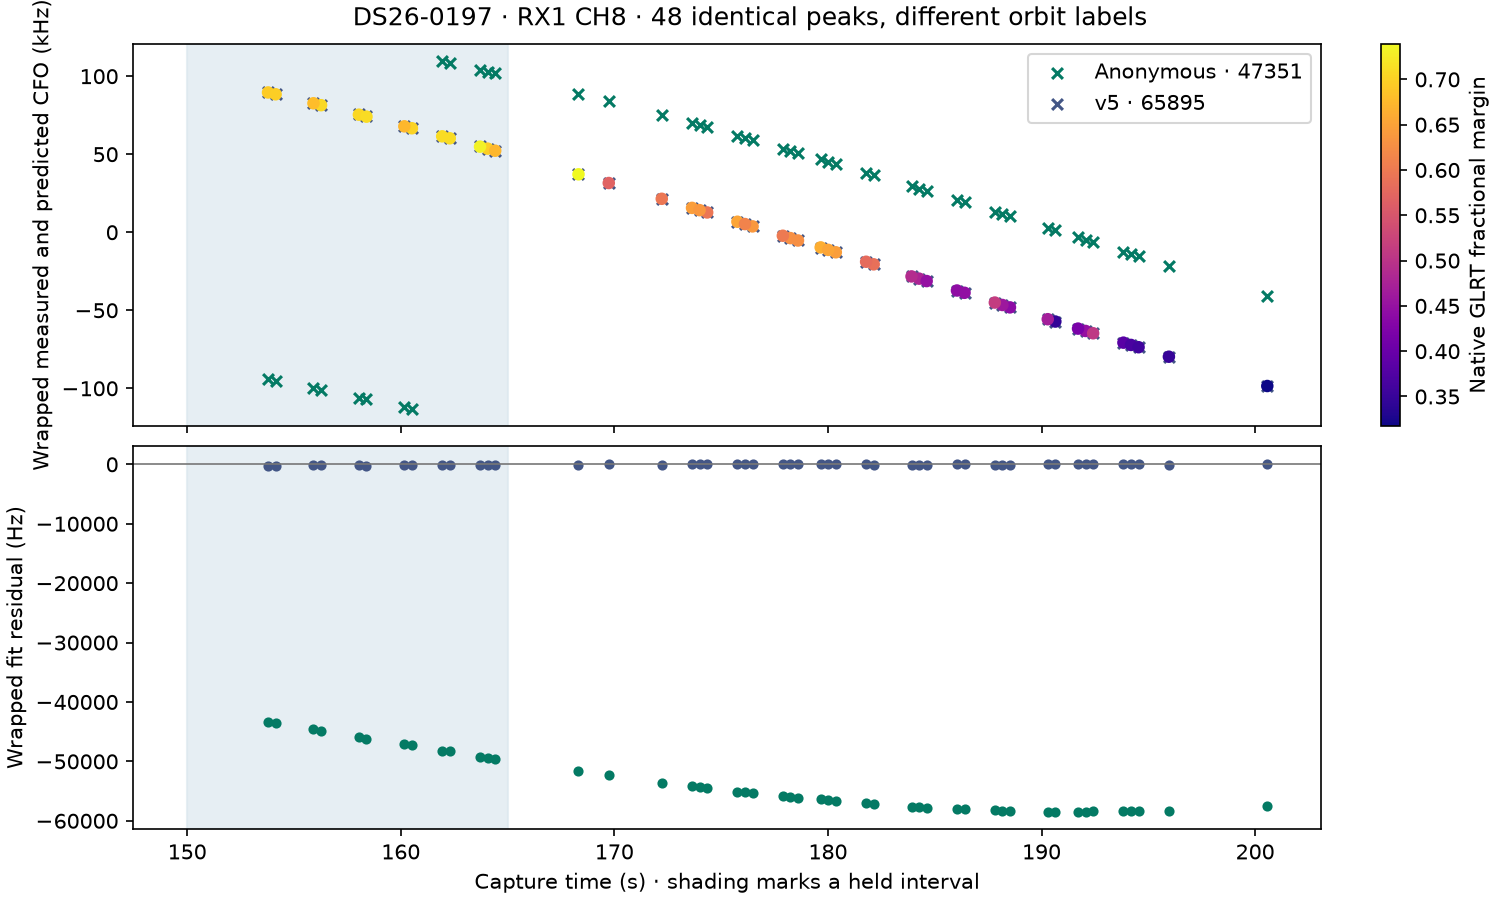 DS26-0197 · RX1 CH8 · 48 identical peaks, different orbit labels
Wrapped measured and predicted CFO (kHz)
100
50
0
−50
−100
Anonymous · 47351
v5 · 65895
0.70
0.65
0.60
0.55
0.50
0.45
0.40
0.35
Native GLRT fractional margin
Wrapped fit residual (Hz)
0
−10000
−20000
−30000
−40000
−50000
−60000
150 160 170 180 190 200
Capture time (s) · shading marks a held interval